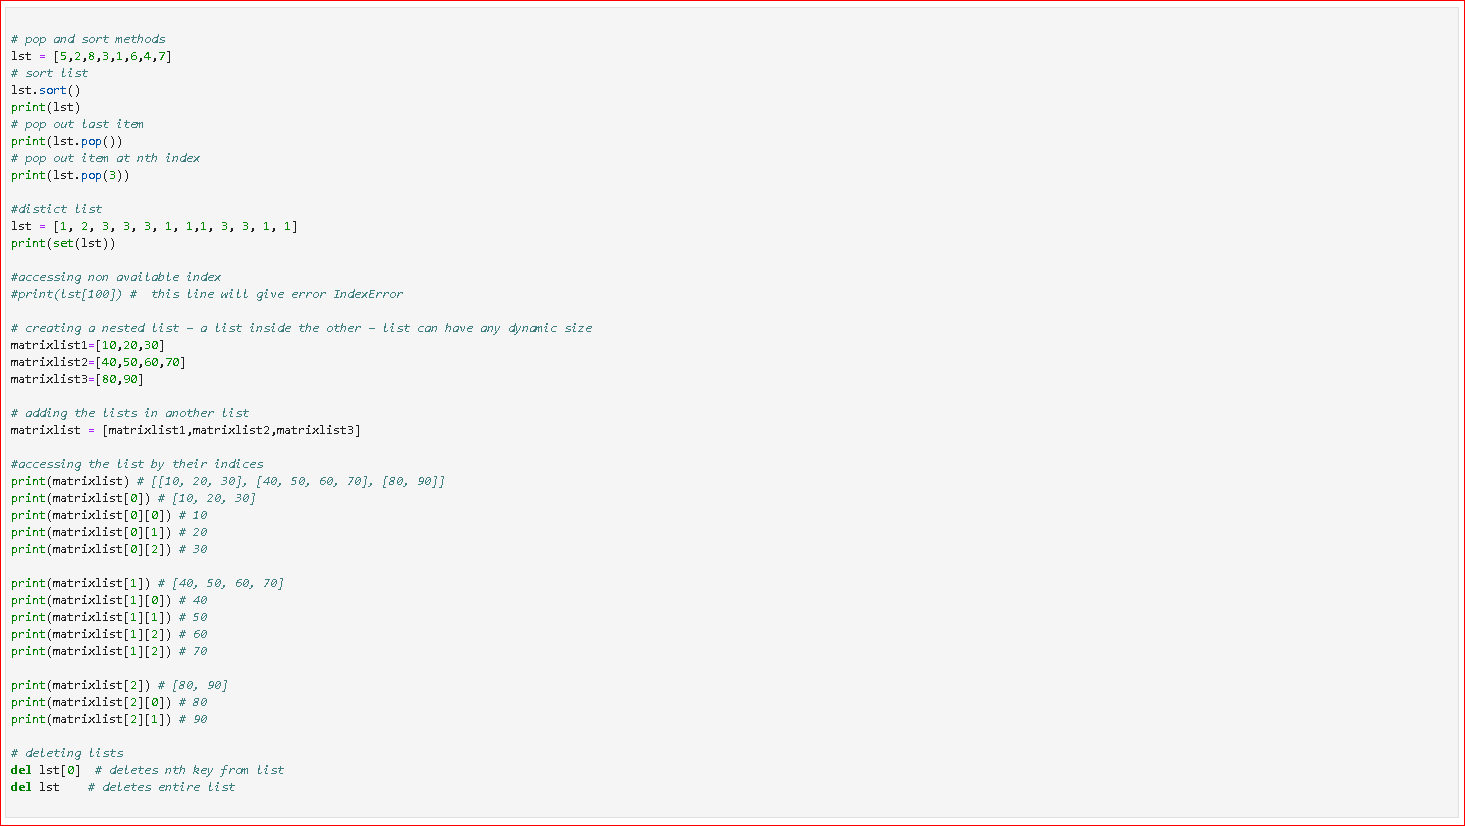 # pop and sort methods
lst = [5,2,8,3,1,6,4,7]
# sort list
lst.sort()
print(lst)
# pop out last item
print(lst.pop())
# pop out item at nth index
print(lst.pop(3))
#distict list
lst = [1, 2, 3, 3, 3, 1, 1,1, 3, 3, 1, 1]
print(set(lst))
#accessing non available index
#print(lst[100]) #  this line will give error IndexError
# creating a nested list - a list inside the other - list can have any dynamic size
matrixlist1=[10,20,30]
matrixlist2=[40,50,60,70]
matrixlist3=[80,90]
# adding the lists in another list
matrixlist = [matrixlist1,matrixlist2,matrixlist3]
#accessing the list by their indices
print(matrixlist) # [[10, 20, 30], [40, 50, 60, 70], [80, 90]]
print(matrixlist[0]) # [10, 20, 30]
print(matrixlist[0][0]) # 10
print(matrixlist[0][1]) # 20
print(matrixlist[0][2]) # 30
print(matrixlist[1]) # [40, 50, 60, 70]
print(matrixlist[1][0]) # 40
print(matrixlist[1][1]) # 50
print(matrixlist[1][2]) # 60
print(matrixlist[1][2]) # 70
print(matrixlist[2]) # [80, 90]
print(matrixlist[2][0]) # 80
print(matrixlist[2][1]) # 90
# deleting lists
del lst[0]  # deletes nth key from list
del lst    # deletes entire list